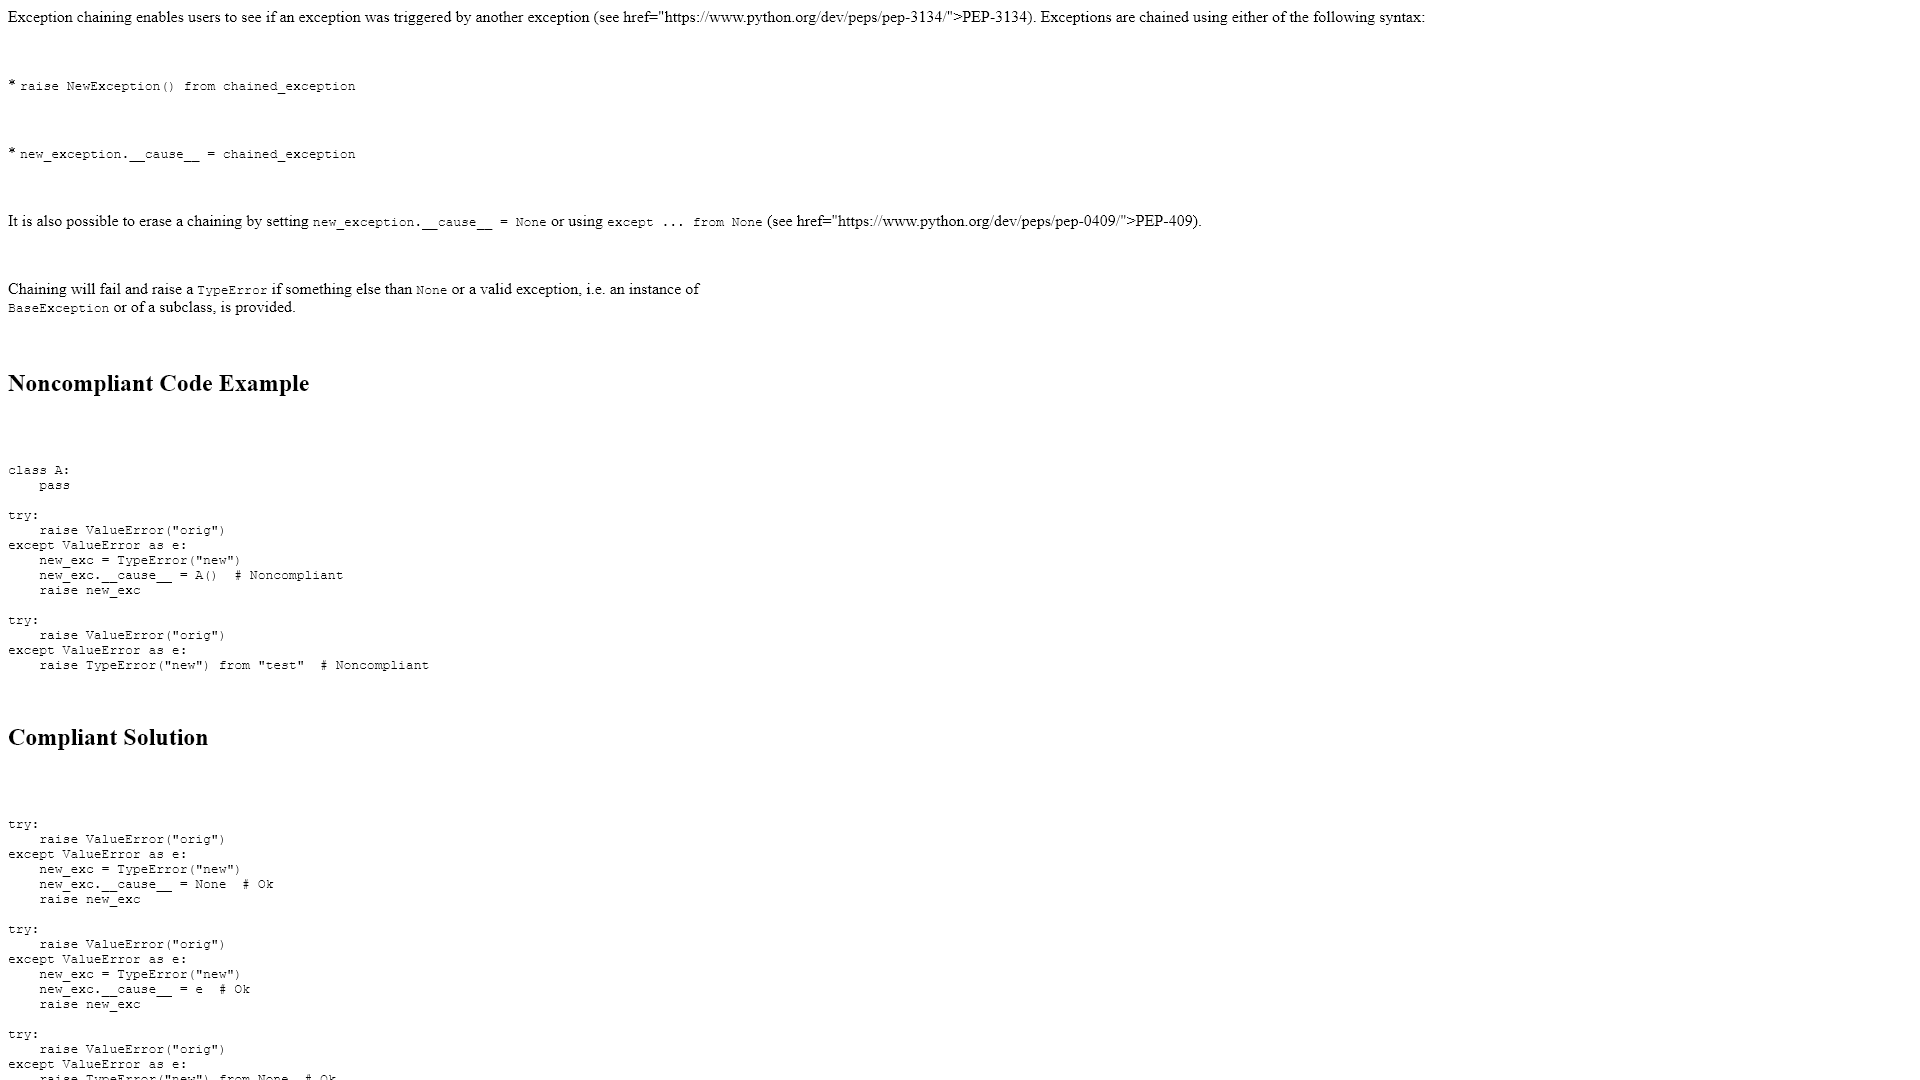 Exception chaining enables users to see if an exception was triggered by another exception (see href="https://www.python.org/dev/peps/pep-3134/">PEP-3134). Exceptions are chained using either of the following syntax:
* raise NewException() from chained_exception
* new_exception.__cause__ = chained_exception
It is also possible to erase a chaining by setting new_exception.__cause__ = None or using except ... from None (see href="https://www.python.org/dev/peps/pep-0409/">PEP-409).
Chaining will fail and raise a TypeError if something else than None or a valid exception, i.e. an instance of
BaseException or of a subclass, is provided.
Noncompliant Code Example
class A:
    pass
try:
    raise ValueError("orig")
except ValueError as e:
    new_exc = TypeError("new")
    new_exc.__cause__ = A()  # Noncompliant
    raise new_exc
try:
    raise ValueError("orig")
except ValueError as e:
    raise TypeError("new") from "test"  # Noncompliant
Compliant Solution
try:
    raise ValueError("orig")
except ValueError as e:
    new_exc = TypeError("new")
    new_exc.__cause__ = None  # Ok
    raise new_exc
try:
    raise ValueError("orig")
except ValueError as e:
    new_exc = TypeError("new")
    new_exc.__cause__ = e  # Ok
    raise new_exc
try:
    raise ValueError("orig")
except ValueError as e:
    raise TypeError("new") from None  # Ok